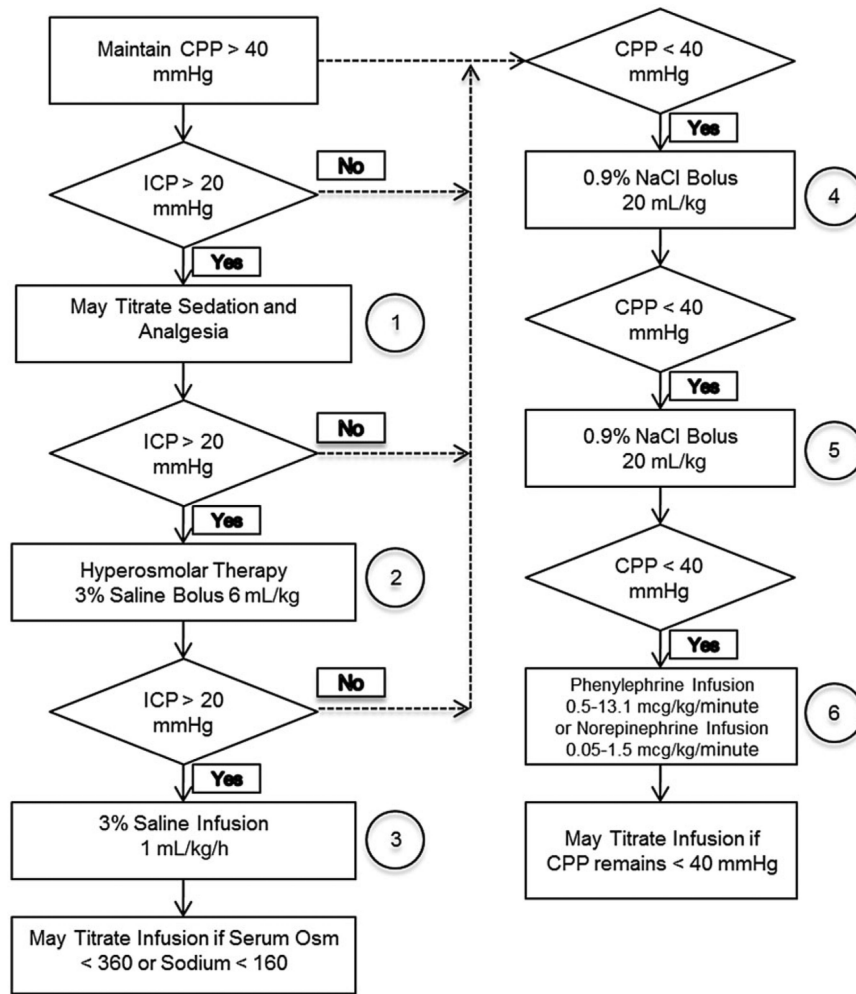 Maintain CPP > 40
mmHg
ICP > 20
mmHg
No
Yes
May Titrate Sedation and
Analgesia
1
ICP > 20
mmHg
No
Yes
Hyperosmolar Therapy
3% Saline Bolus 6 mL/kg
2
ICP > 20
mmHg
No
Yes
3% Saline Infusion
1 mL/kg/h
3
May Titrate Infusion if Serum Osm
< 360 or Sodium < 160
CPP < 40
mmHg
Yes
0.9% NaCl Bolus
20 mL/kg
4
CPP < 40
mmHg
Yes
0.9% NaCl Bolus
20 mL/kg
5
CPP < 40
mmHg
Yes
Phenylephrine Infusion
0.5-13.1 mcg/kg/minute
or Norepinephrine Infusion
0.05-1.5 mcg/kg/minute
6
May Titrate Infusion if
CPP remains < 40 mmHg